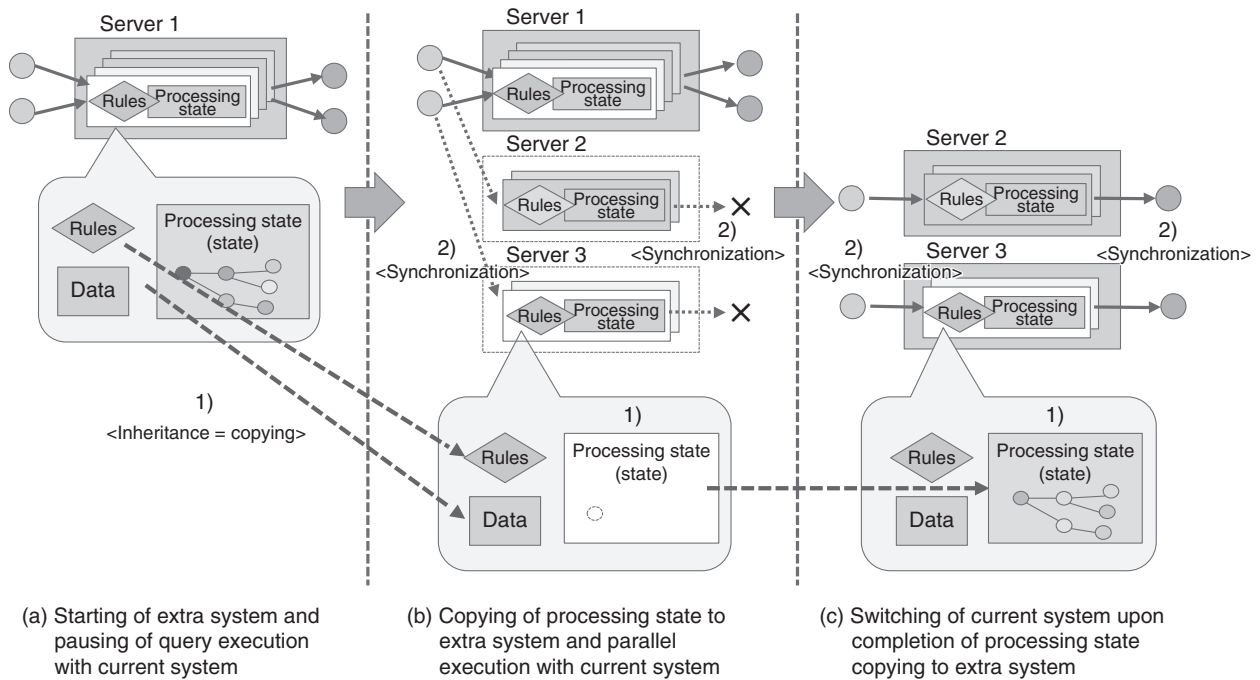 Server 1
Rules
Processing
state
Rules
Processing state
(state)
Data
1)
<Inheritance = copying>
(a) Starting of extra system and
pausing of query execution
with current system
Server 1
Rules
Processing
state
Server 2
Rules
Processing
state
2)
<Synchronization>
2)
<Synchronization>
Server 3
Rules
Processing
state
1)
Rules
Processing state
(state)
Data
(b) Copying of processing state to
extra system and parallel
execution with current system
Server 2
Rules
Processing
state
2)
<Synchronization>
2)
<Synchronization>
Server 3
Rules
Processing
state
1)
Rules
Processing state
(state)
Data
(c) Switching of current system upon
completion of processing state
copying to extra system